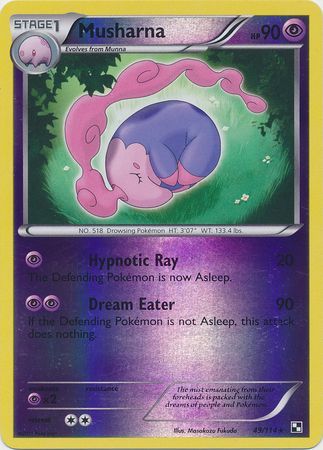 STAGE1
Musharna
HP90
Evolves from Munna
NO. 518 Drowsing Pokémon HT. 3'07" WT. 133.4 lbs.
Hypnotic Ray 20
The Defending Pokémon is now Asleep.
Dream Eater 90
If the Defending Pokémon is not Asleep, this attack
does nothing.
weakness
resistance
×2
The mist emanating from their
foreheads is packed with the
dreams of people and Pokémon.
retreat
Illus. Masakazu Fukuda
49/114